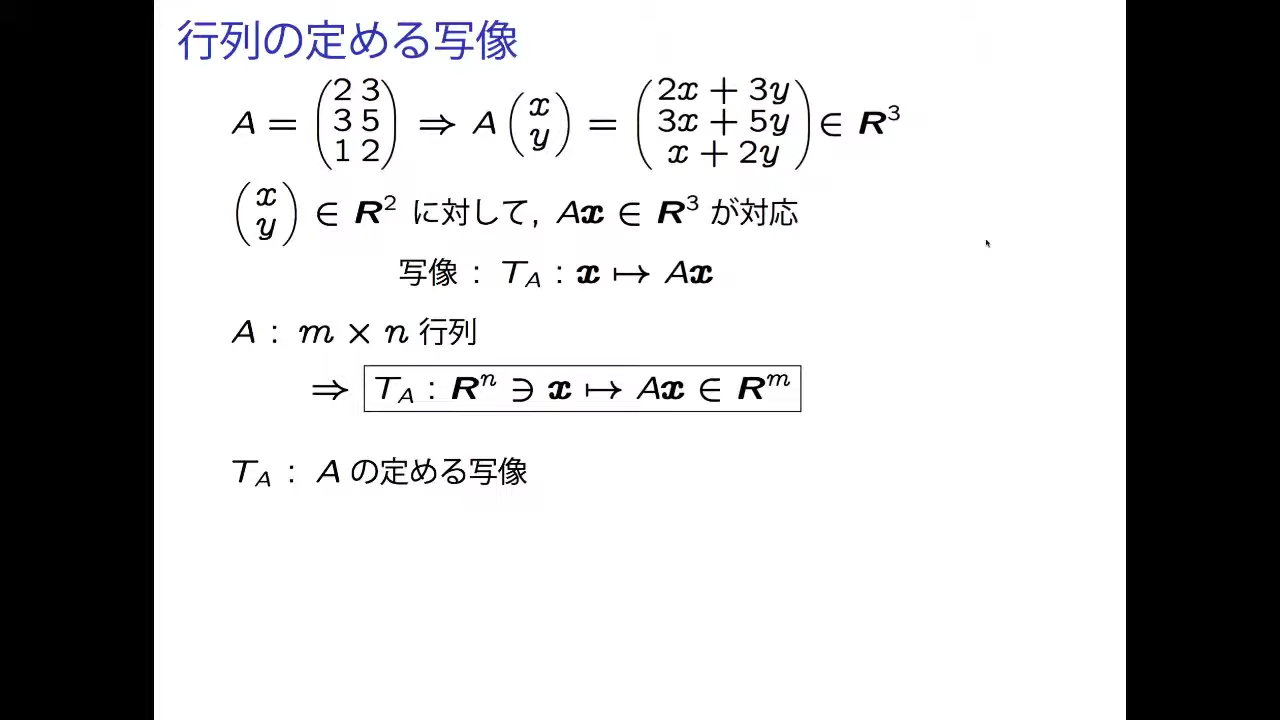 行列の定める写像
A = (2 3 3 5 1 2) ⇒ A (x y) = (2x + 3y 3x + 5y x + 2y) ∈ R³
(x y) ∈ R² に対して, Ax ∈ R³ が対応
写像 : T_A : x ↦ Ax
A : m × n 行列
⇒ T_A : Rⁿ ∋ x ↦ Ax ∈ Rᵐ
T_A : A の定める写像